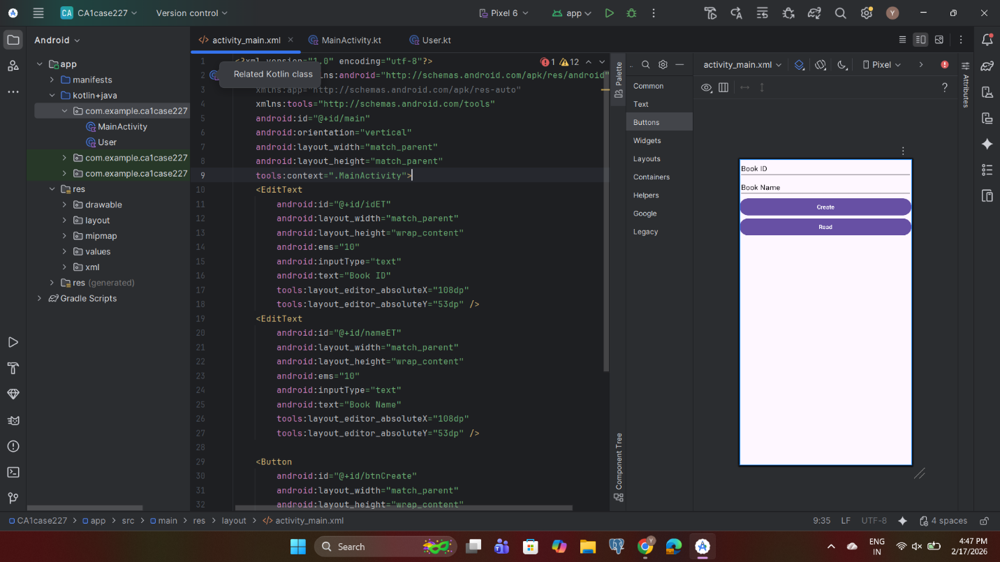 CA CA1case227 Version control Pixel 6 app Y
Android
activity_main.xml MainActivity.kt User.kt
app
manifests
kotlin+java
com.example.ca1case227
MainActivity
User
com.example.ca1case227
com.example.ca1case227
res
drawable
layout
mipmap
values
xml
res (generated)
Gradle Scripts
1 <?xml version="1.0" encoding="utf-8"?>
1 12
Related Kotlin class
2 ns:android="http://schemas.android.com/apk/res/android"
3 xmlns:app="http://schemas.android.com/apk/res-auto"
4 xmlns:tools="http://schemas.android.com/tools"
5 android:id="@+id/main"
6 android:orientation="vertical"
7 android:layout_width="match_parent"
8 android:layout_height="match_parent"
9 tools:context=".MainActivity">
10 <EditText
11 android:id="@+id/idET"
12 android:layout_width="match_parent"
13 android:layout_height="wrap_content"
14 android:ems="10"
15 android:inputType="text"
16 android:text="Book ID"
17 tools:layout_editor_absoluteX="108dp"
18 tools:layout_editor_absoluteY="53dp" />
19 <EditText
20 android:id="@+id/nameET"
21 android:layout_width="match_parent"
22 android:layout_height="wrap_content"
23 android:ems="10"
24 android:inputType="text"
25 android:text="Book Name"
26 tools:layout_editor_absoluteX="108dp"
27 tools:layout_editor_absoluteY="53dp" />
28
29 <Button
30 android:id="@+id/btnCreate"
31 android:layout_width="match_parent"
32 android:layout_height="wrap_content"
Palette
Component Tree
Common
Text
Buttons
Widgets
Layouts
Containers
Helpers
Google
Legacy
activity_main.xml Pixel
Attributes
Book ID
Book Name
Create
Read
CA1case227 > app > src > main > res > layout > activity_main.xml
9:35 LF UTF-8 4 spaces
Search
ENG
IN
4:47 PM
2/17/2026